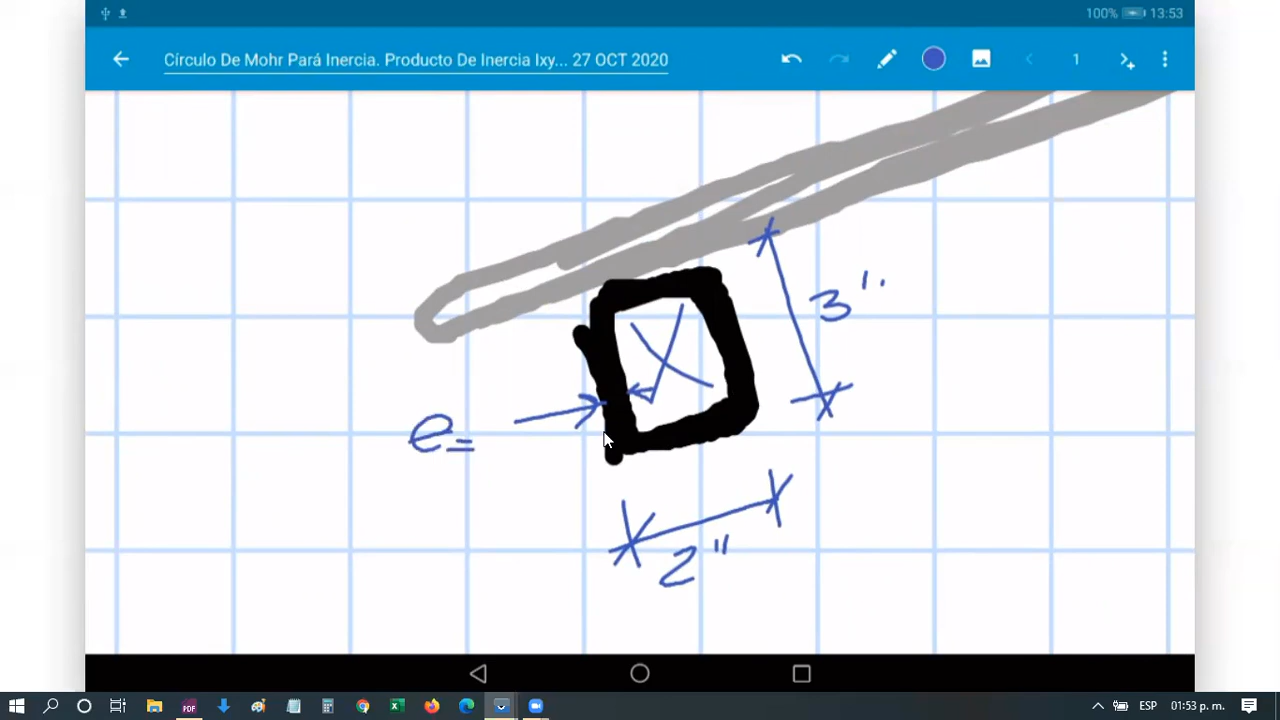 100% 13:53
Círculo De Mohr Pará Inercia. Producto De Inercia Ixy... 27 OCT 2020
1
3"
e=
2"
ESP 01:53 p. m.